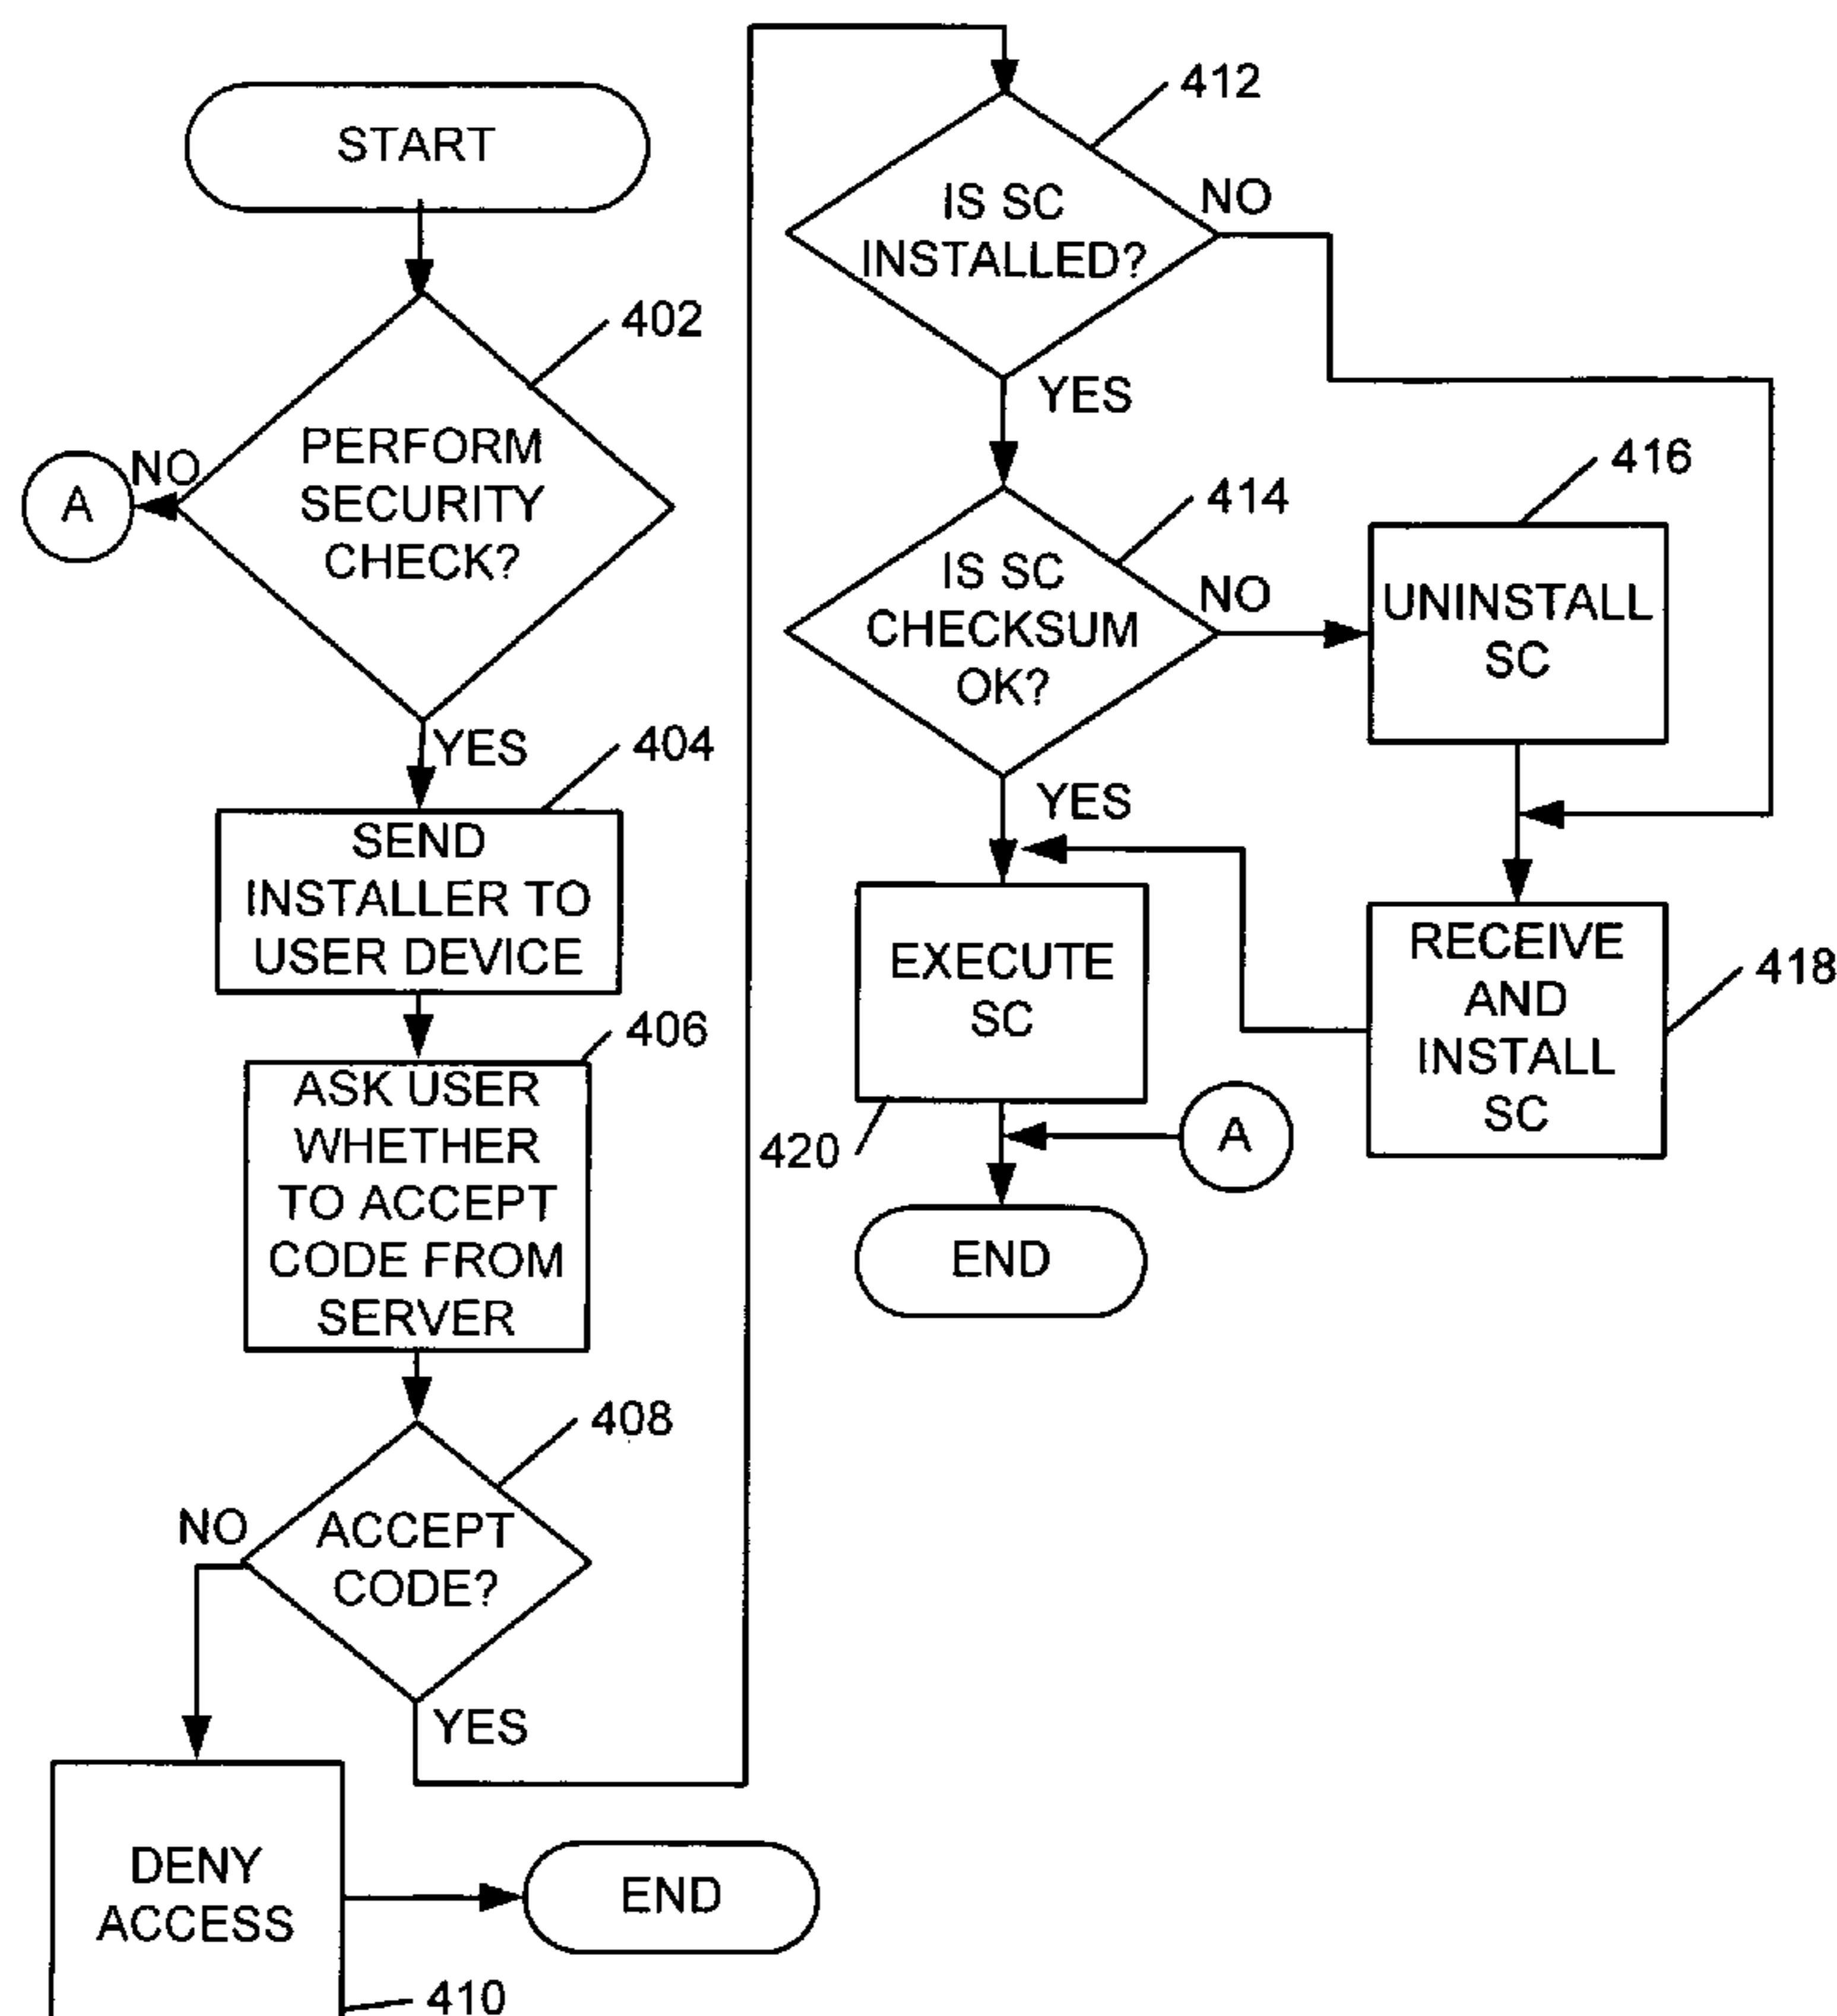 START
402
PERFORM
SECURITY
CHECK?
NO
A
YES
404
SEND
INSTALLER TO
USER DEVICE
406
ASK USER
WHETHER
TO ACCEPT
CODE FROM
SERVER
408
ACCEPT
CODE?
NO
YES
DENY
ACCESS
410
END
412
IS SC
INSTALLED?
NO
YES
414
IS SC
CHECKSUM
OK?
NO
YES
416
UNINSTALL
SC
418
RECEIVE
AND
INSTALL
SC
EXECUTE
SC
420
A
END